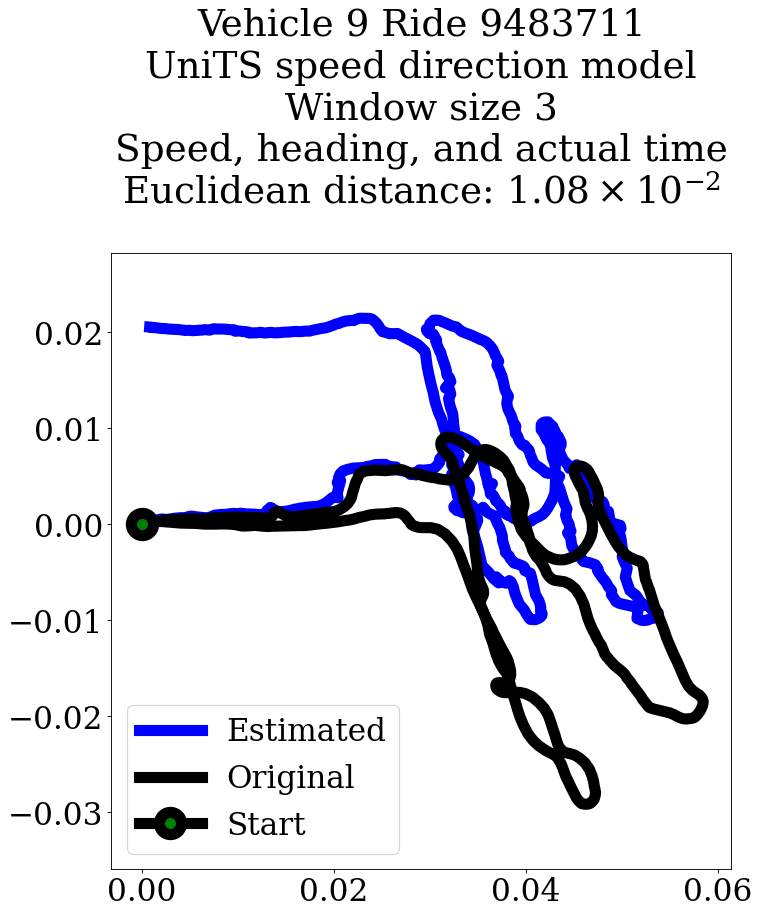 Vehicle 9 Ride 9483711
UniTS speed direction model
Window size 3
Speed, heading, and actual time
Euclidean distance: 1.08 × 10⁻²
0.02
0.01
0.00
−0.01
−0.02
−0.03
Estimated
Original
Start
0.00 0.02 0.04 0.06